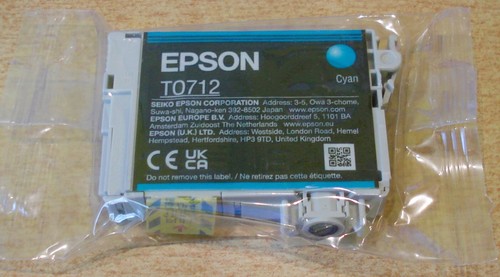 EPSON
Cyan
T0712
SEIKO EPSON CORPORATION Address: 3-5, Owa 3-chome,
Suwa-shi, Nagano-ken 392-8502 Japan www.epson.com
EPSON EUROPE B.V. Address: Hoogoorddreef 5, 1101 BA
Amsterdam Zuidoost The Netherlands www.epson.eu
EPSON (U.K.) LTD. Address: Westside, London Road, Hemel
Hempstead, Hertfordshire, HP3 9TD, United Kingdom
CE UK
CA
Do not remove this label. / Ne retirez pas cette étiquette.